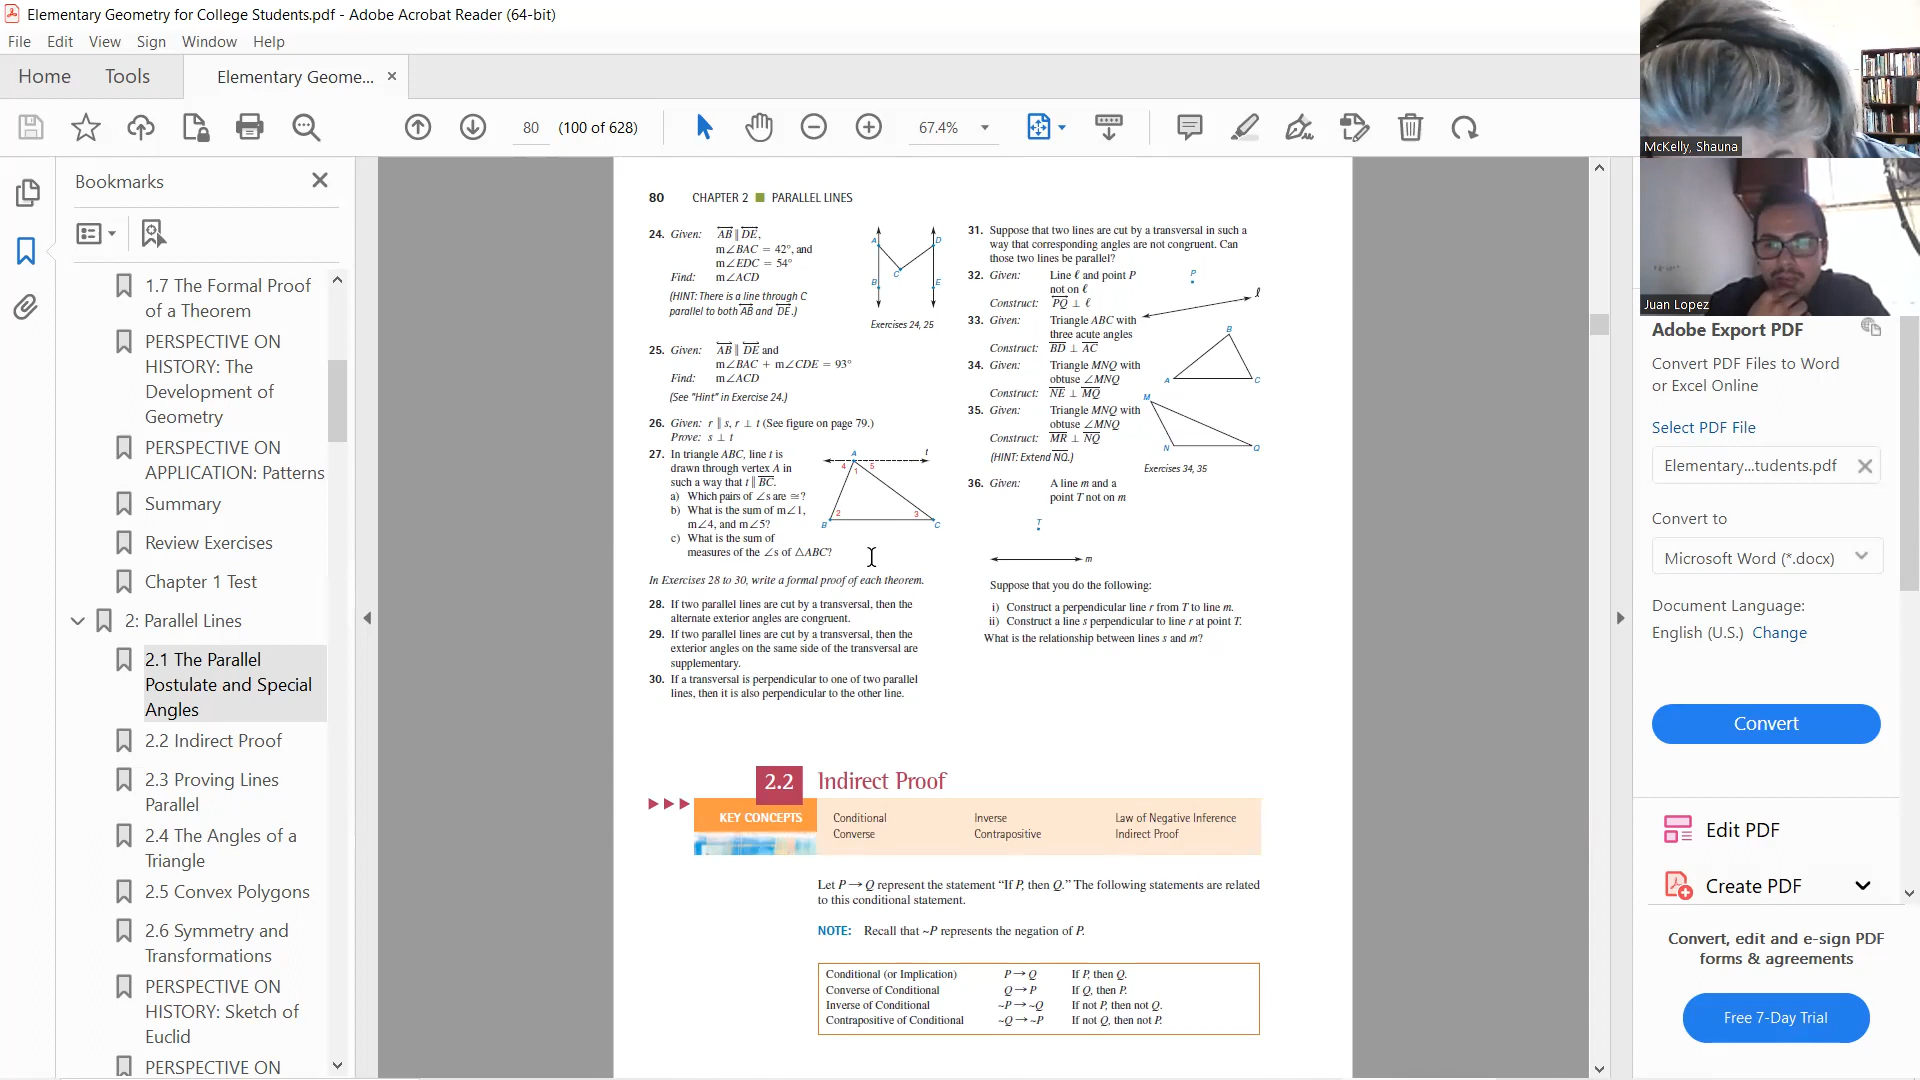 Elementary Geometry for College Students.pdf - Adobe Acrobat Reader (64-bit)
File Edit View Sign Window Help
Home Tools Elementary Geome... ×
80 (100 of 628) 67.4%
Bookmarks
1.7 The Formal Proof
of a Theorem
PERSPECTIVE ON
HISTORY: The
Development of
Geometry
PERSPECTIVE ON
APPLICATION: Patterns
Summary
Review Exercises
Chapter 1 Test
2: Parallel Lines
2.1 The Parallel
Postulate and Special
Angles
2.2 Indirect Proof
2.3 Proving Lines
Parallel
2.4 The Angles of a
Triangle
2.5 Convex Polygons
2.6 Symmetry and
Transformations
PERSPECTIVE ON
HISTORY: Sketch of
Euclid
PERSPECTIVE ON
80 CHAPTER 2 ■ PARALLEL LINES
24. Given: AB ∥ DE,
m∠BAC = 42°, and
m∠EDC = 54°
Find: m∠ACD
(HINT: There is a line through C
parallel to both AB and DE.)
A D
C
B E
Exercises 24, 25
25. Given: AB ∥ DE and
m∠BAC + m∠CDE = 93°
Find: m∠ACD
(See "Hint" in Exercise 24.)
26. Given: r ∥ s, r ⊥ t (See figure on page 79.)
Prove: s ⊥ t
27. In triangle ABC, line t is
drawn through vertex A in
such a way that t ∥ BC.
a) Which pairs of ∠s are ≅?
b) What is the sum of m∠1,
m∠4, and m∠5?
c) What is the sum of
measures of the ∠s of △ABC?
A t
4 1 5
2 3
B C
In Exercises 28 to 30, write a formal proof of each theorem.
28. If two parallel lines are cut by a transversal, then the
alternate exterior angles are congruent.
29. If two parallel lines are cut by a transversal, then the
exterior angles on the same side of the transversal are
supplementary.
30. If a transversal is perpendicular to one of two parallel
lines, then it is also perpendicular to the other line.
31. Suppose that two lines are cut by a transversal in such a
way that corresponding angles are not congruent. Can
those two lines be parallel?
32. Given: Line ℓ and point P
not on ℓ
Construct: PQ ⊥ ℓ
P
ℓ
33. Given: Triangle ABC with
three acute angles
Construct: BD ⊥ AC
B
A C
34. Given: Triangle MNQ with
obtuse ∠MNQ
Construct: NE ⊥ MQ
35. Given: Triangle MNQ with
obtuse ∠MNQ
Construct: MR ⊥ NQ
(HINT: Extend NQ.)
M
N Q
Exercises 34, 35
36. Given: A line m and a
point T not on m
T
m
Suppose that you do the following:
i) Construct a perpendicular line r from T to line m.
ii) Construct a line s perpendicular to line r at point T.
What is the relationship between lines s and m?
2.2 Indirect Proof
KEY CONCEPTS
Conditional Inverse Law of Negative Inference
Converse Contrapositive Indirect Proof
Let P → Q represent the statement “If P, then Q.” The following statements are related
to this conditional statement.
NOTE: Recall that ~P represents the negation of P.
Conditional (or Implication) P → Q If P, then Q.
Converse of Conditional Q → P If Q, then P.
Inverse of Conditional ~P → ~Q If not P, then not Q.
Contrapositive of Conditional ~Q → ~P If not Q, then not P.
McKelly, Shauna
Juan Lopez
Adobe Export PDF
Convert PDF Files to Word
or Excel Online
Select PDF File
Elementary...tudents.pdf
Convert to
Microsoft Word (*.docx)
Document Language:
English (U.S.) Change
Convert
Edit PDF
Create PDF
Convert, edit and e-sign PDF
forms & agreements
Free 7-Day Trial